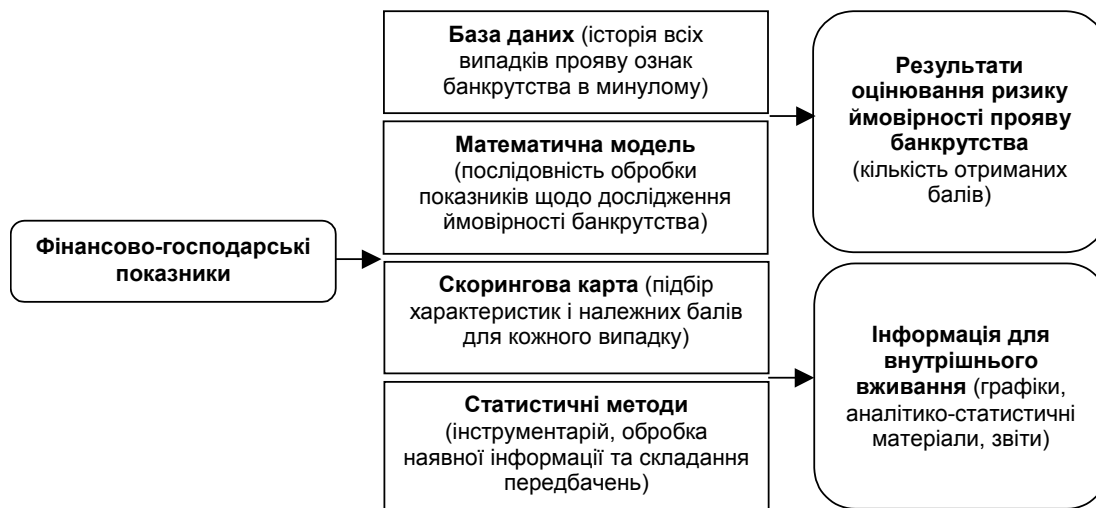 Фінансово-господарські
показники
База даних (історія всіх
випадків прояву ознак
банкрутства в минулому)
Математична модель
(послідовність обробки
показників щодо дослідження
ймовірності банкрутства)
Скорингова карта (підбір
характеристик і належних балів
для кожного випадку)
Статистичні методи
(інструментарій, обробка
наявної інформації та складання
передбачень)
Результати
оцінювання ризику
ймовірності прояву
банкрутства
(кількість отриманих
балів)
Інформація для
внутрішнього
вживання (графіки,
аналітико-статистичні
матеріали, звіти)